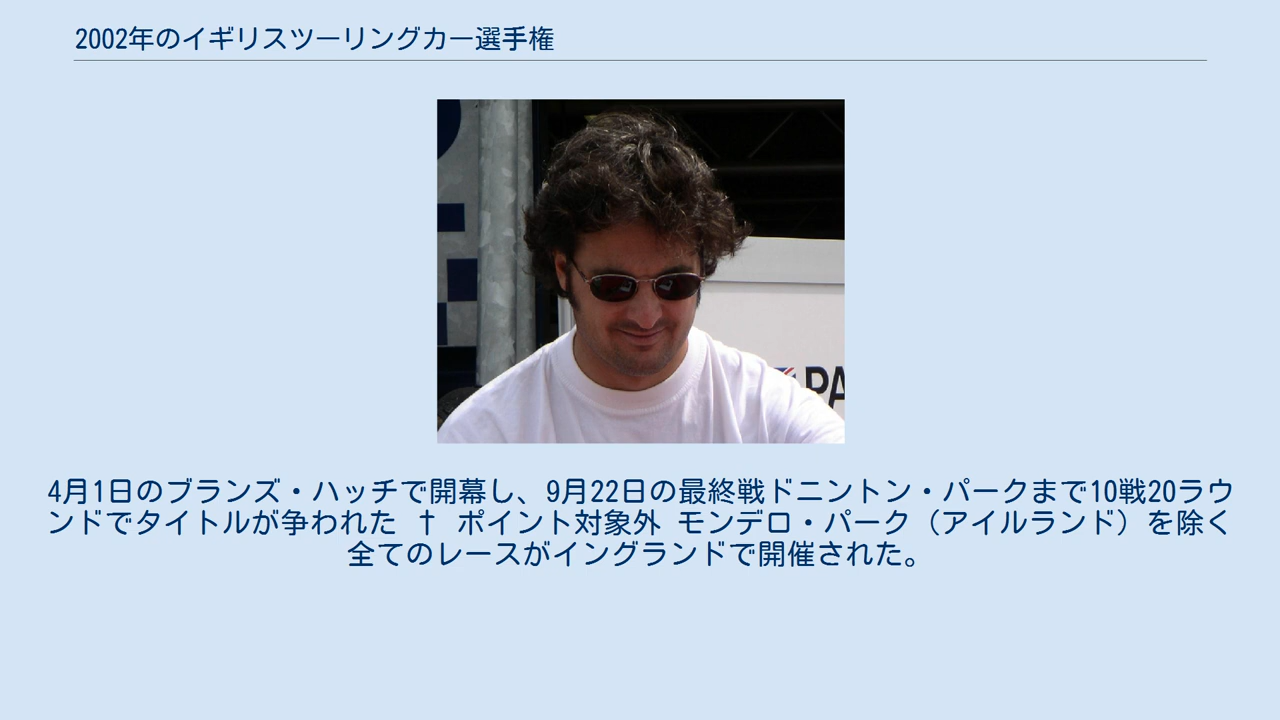 2002年のイギリスツーリングカー選手権
PA
4月1日のブランズ・ハッチで開幕し、9月22日の最終戦ドニントン・パークまで10戦20ラウ
ンドでタイトルが争われた † ポイント対象外 モンデロ・パーク（アイルランド）を除く
全てのレースがイングランドで開催された。